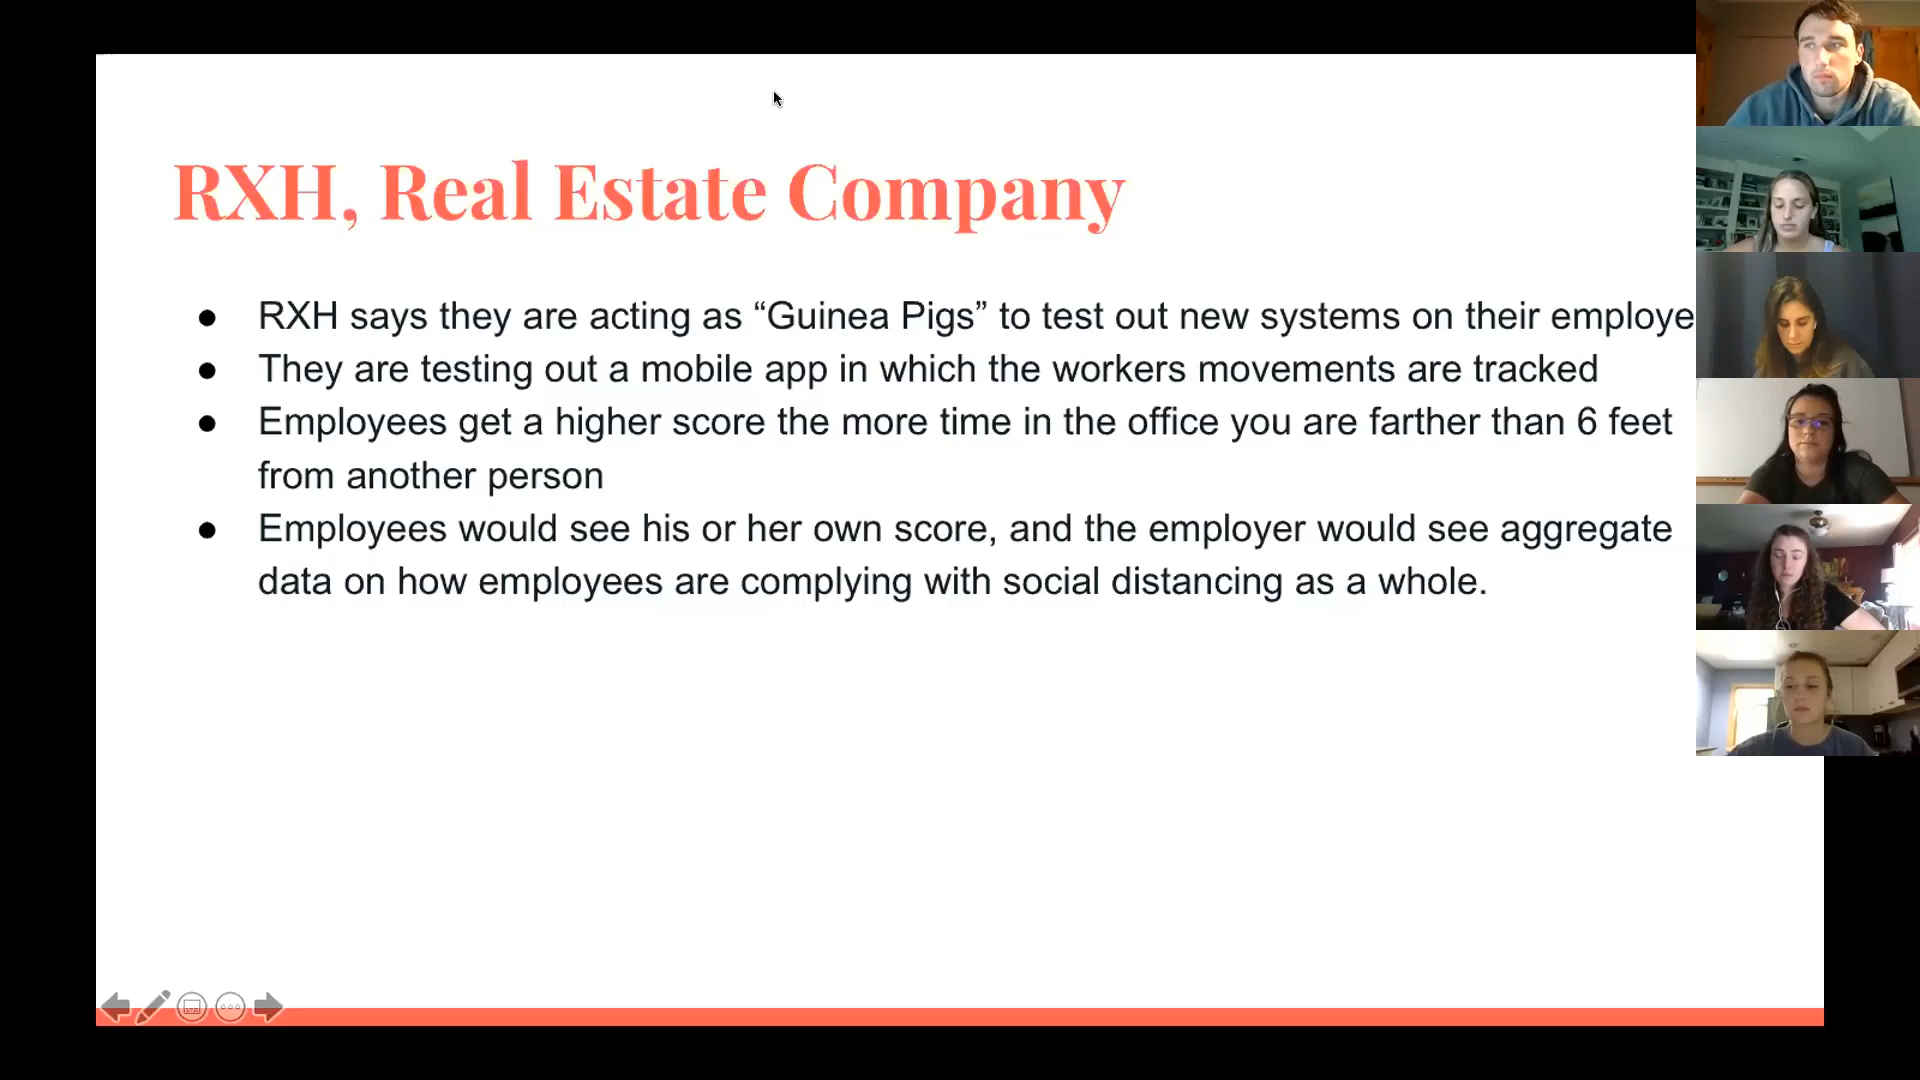 RXH, Real Estate Company
● RXH says they are acting as “Guinea Pigs” to test out new systems on their employe
● They are testing out a mobile app in which the workers movements are tracked
● Employees get a higher score the more time in the office you are farther than 6 feet
from another person
● Employees would see his or her own score, and the employer would see aggregate
data on how employees are complying with social distancing as a whole.